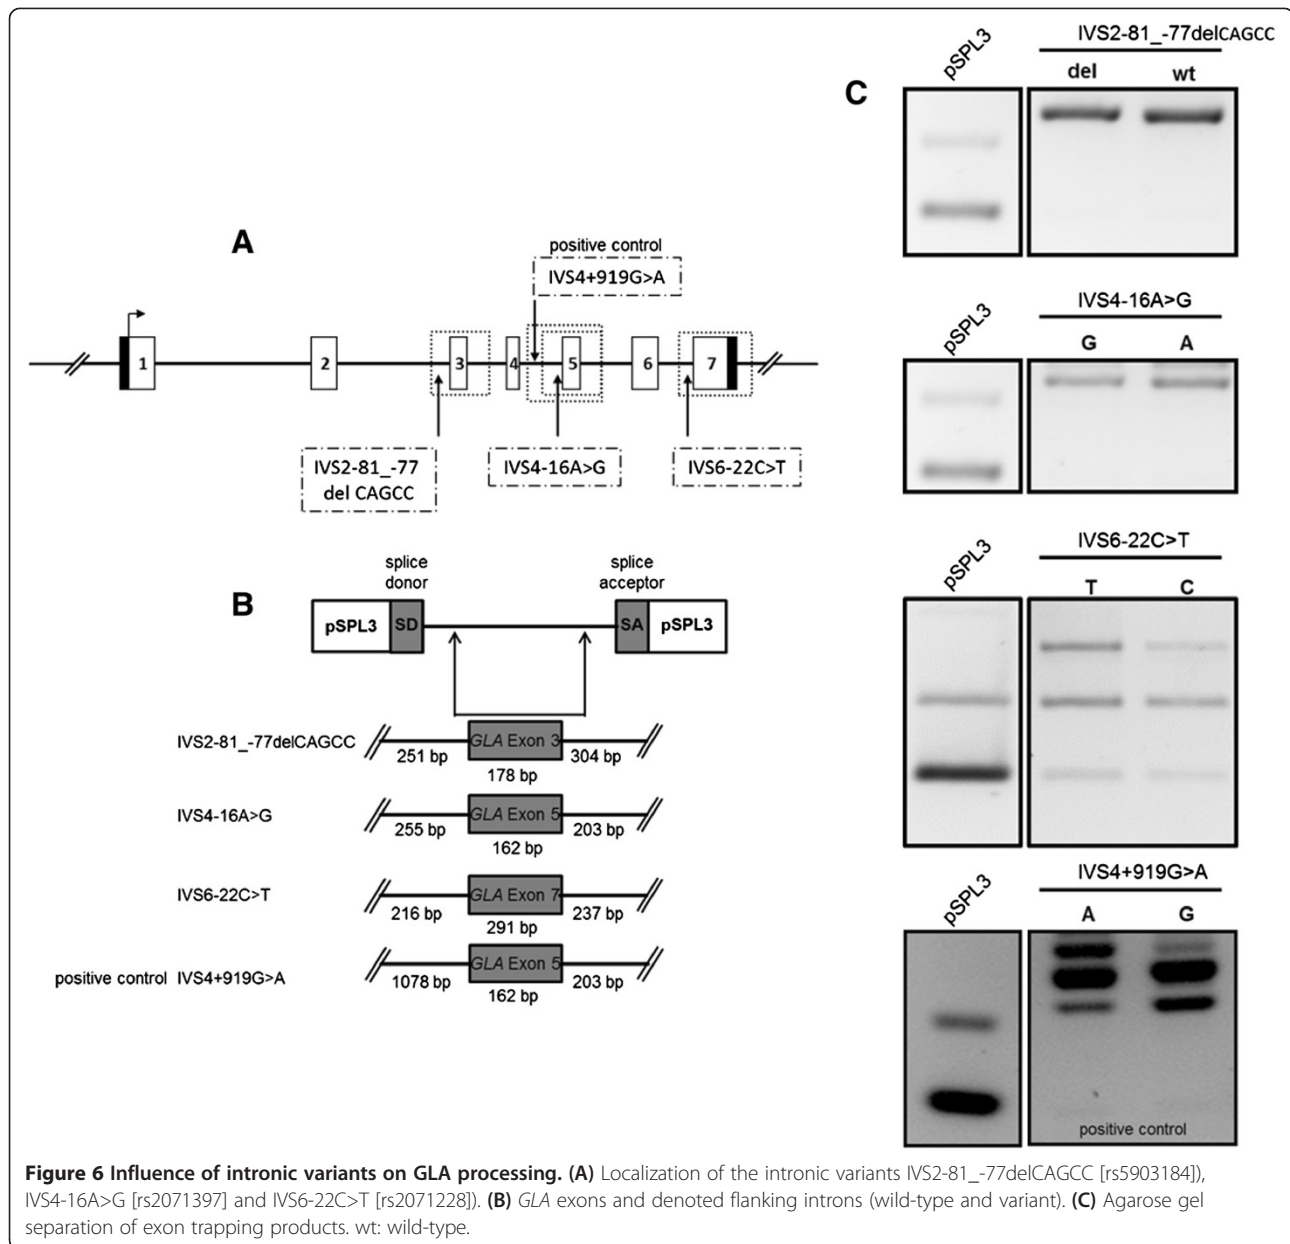 A
positive control
IVS4+919G>A
1
2
3
4
5
6
7
IVS2-81_-77
del CAGCC
IVS4-16A>G
IVS6-22C>T
B
splice
donor
splice
acceptor
pSPL3
SD
SA
pSPL3
IVS2-81_-77delCAGCC
GLA Exon 3
251 bp
304 bp
178 bp
IVS4-16A>G
GLA Exon 5
255 bp
203 bp
162 bp
IVS6-22C>T
GLA Exon 7
216 bp
237 bp
291 bp
positive control IVS4+919G>A
GLA Exon 5
1078 bp
203 bp
162 bp
C
pSPL3
IVS2-81_-77delCAGCC
del wt
pSPL3
IVS4-16A>G
G A
pSPL3
IVS6-22C>T
T C
pSPL3
IVS4+919G>A
A G
positive control
Figure 6 Influence of intronic variants on GLA processing. (A) Localization of the intronic variants IVS2-81_-77delCAGCC [rs5903184]),
IVS4-16A>G [rs2071397] and IVS6-22C>T [rs2071228]). (B) GLA exons and denoted flanking introns (wild-type and variant). (C) Agarose gel
separation of exon trapping products. wt: wild-type.